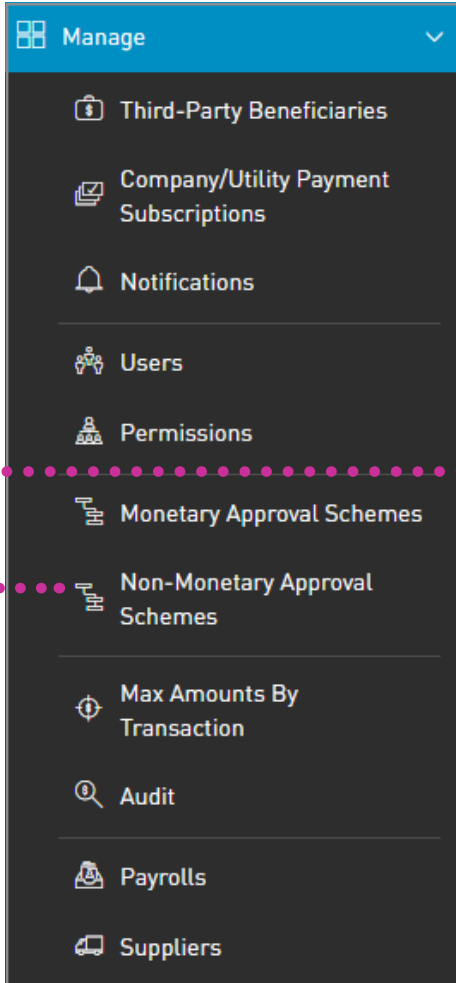 Manage
Third-Party Beneficiaries
Company/Utility Payment
Subscriptions
Notifications
Users
Permissions
Monetary Approval Schemes
Non-Monetary Approval
Schemes
Max Amounts By
Transaction
Audit
Payrolls
Suppliers